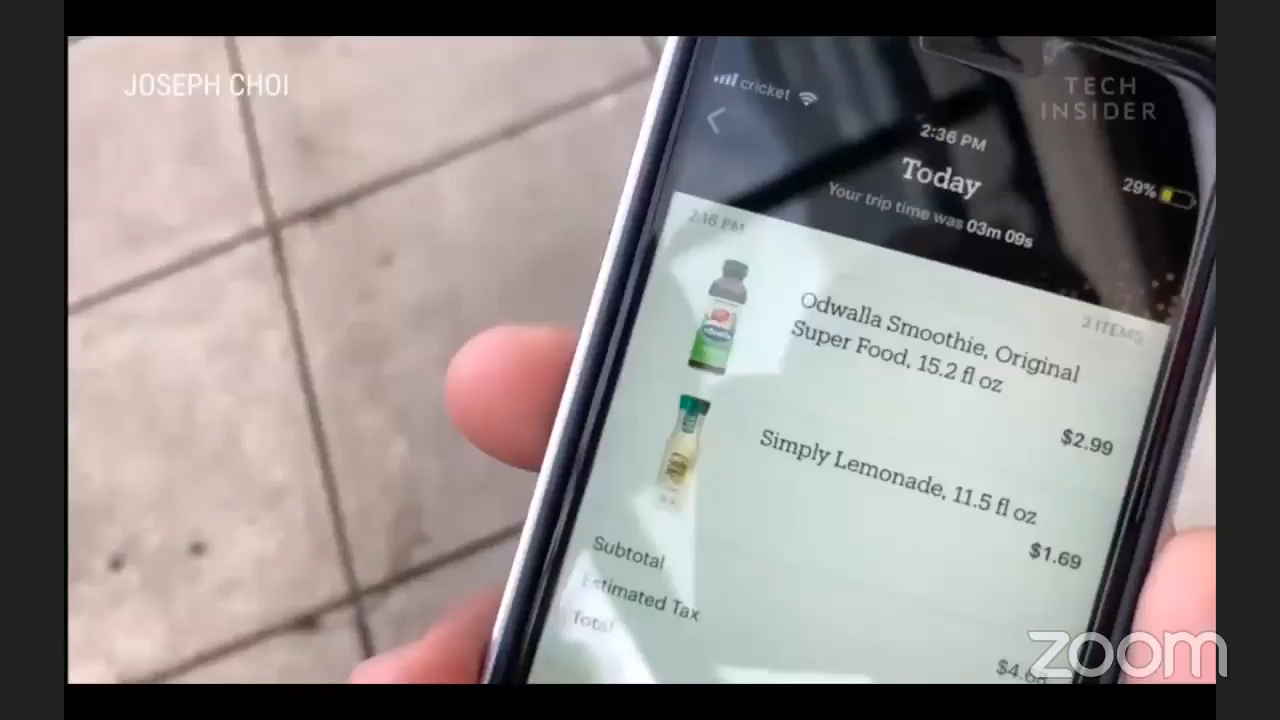 JOSEPH CHOI
TECH
INSIDER
cricket
2:36 PM
29%
Today
Your trip time was 03m 09s
2:16 PM
2 ITEMS
Odwalla Smoothie, Original
Super Food, 15.2 fl oz
$2.99
Simply Lemonade, 11.5 fl oz
$1.69
Subtotal
Estimated Tax
Total
zoom